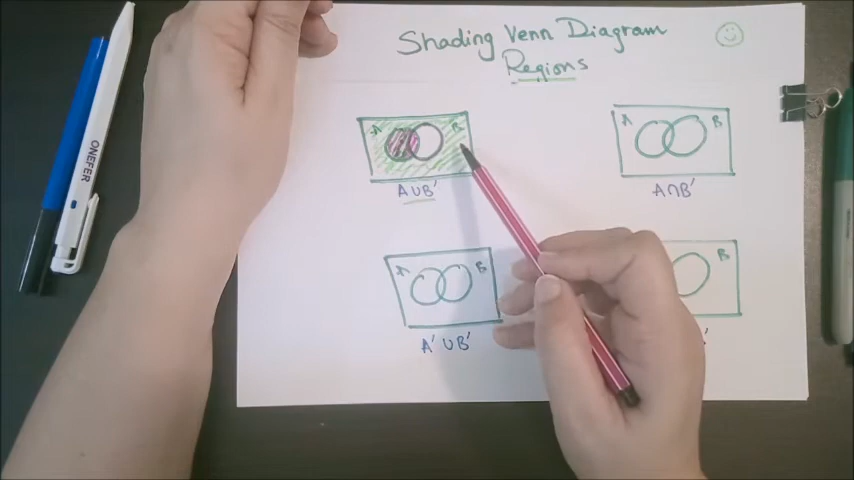 Shading Venn Diagram
Regions
A B
A B
A∪B′
A∩B′
A B
B
A′∪B′
ONEFER